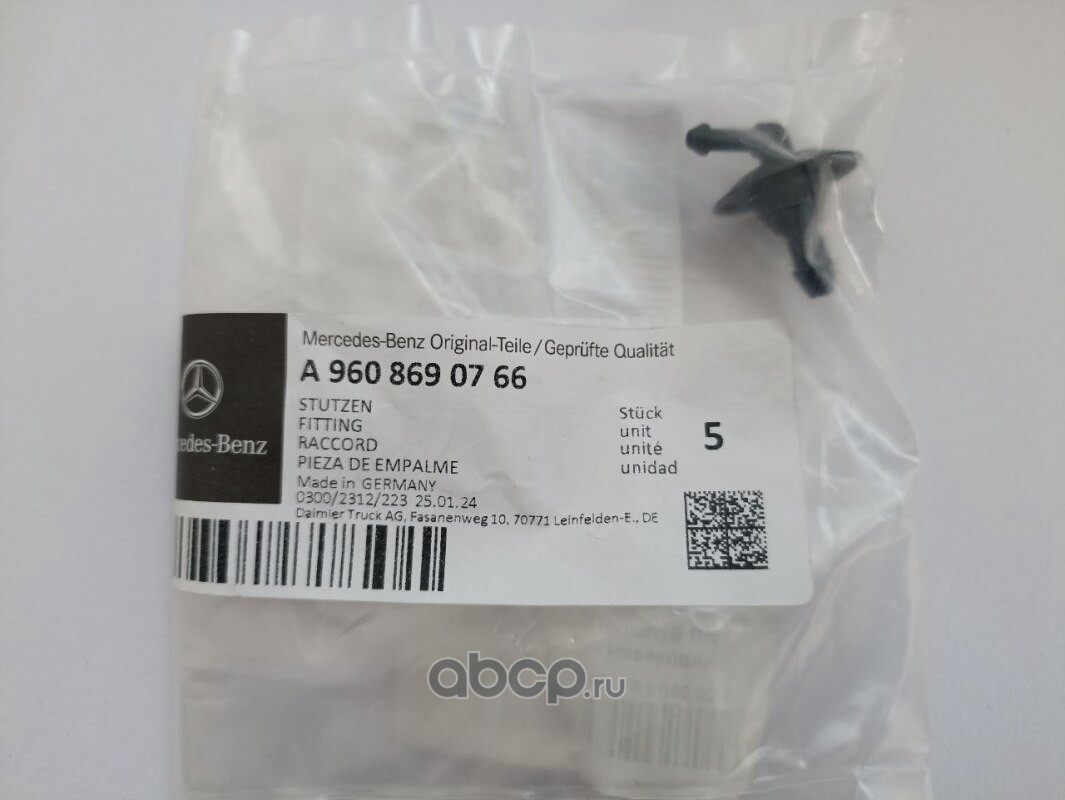 Mercedes-Benz Original-Teile/Geprüfte Qualität
A 960 869 07 66
STUTZEN
FITTING
RACCORD
PIEZA DE EMPALME
Made in GERMANY
0300/2312/223 25.01.24
Daimler Truck AG, Fasanenweg 10, 70771 Leinfelden-E., DE
Stück
unit
unité
unidad
5
cedes-Benz
abcp.ru